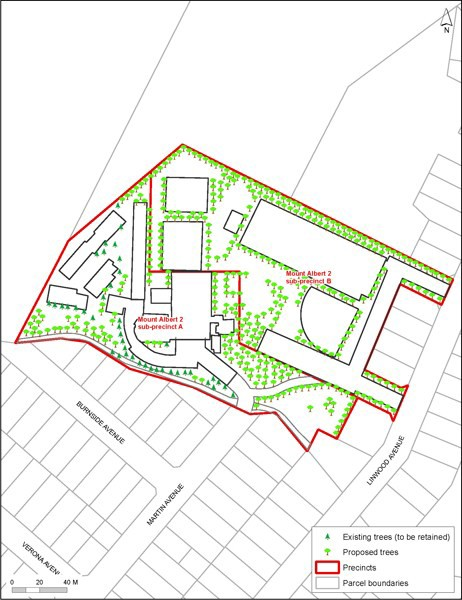 N
Mount Albert 2
sub-precinct B
Mount Albert 2
sub-precinct A
BURNSIDE AVENUE
MARTIN AVENUE
LINWOOD AVENUE
VERONA AVENU
Existing trees (to be retained)
Proposed trees
Precincts
Parcel boundaries
0 20 40 M